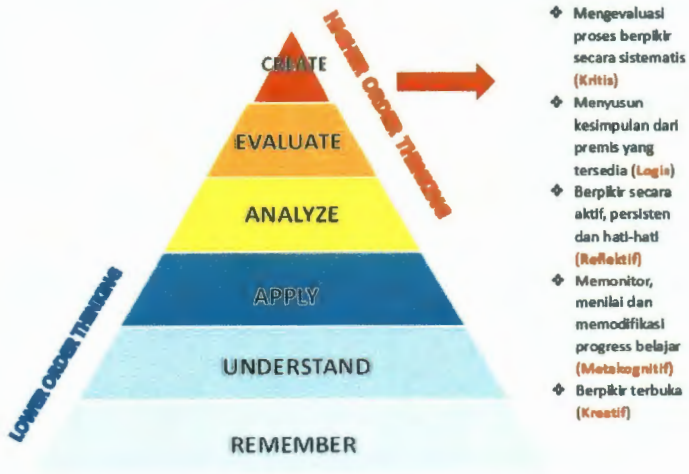 CREATE
EVALUATE
ANALYZE
APPLY
UNDERSTAND
REMEMBER
LOWER ORDER THINKING
HIGHER ORDER THINKING
❖ Mengevaluasi
proses berpikir
secara sistematis
(Kritis)
❖ Menyusun
kesimpulan dari
premis yang
tersedia (Logis)
❖ Berpikir secara
aktif, persisten
dan hati-hati
(Reflektif)
❖ Memonitor,
menilai dan
memodifikasi
progress belajar
(Metakognitif)
❖ Berpikir terbuka
(Kreatif)